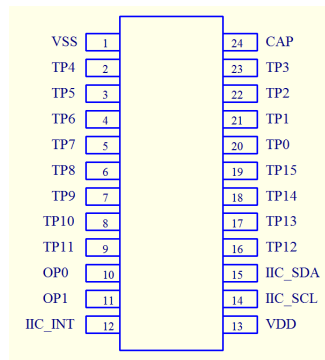 VSS 1 24 CAP
TP4 2 23 TP3
TP5 3 22 TP2
TP6 4 21 TP1
TP7 5 20 TP0
TP8 6 19 TP15
TP9 7 18 TP14
TP10 8 17 TP13
TP11 9 16 TP12
OP0 10 15 IIC_SDA
OP1 11 14 IIC_SCL
IIC_INT 12 13 VDD